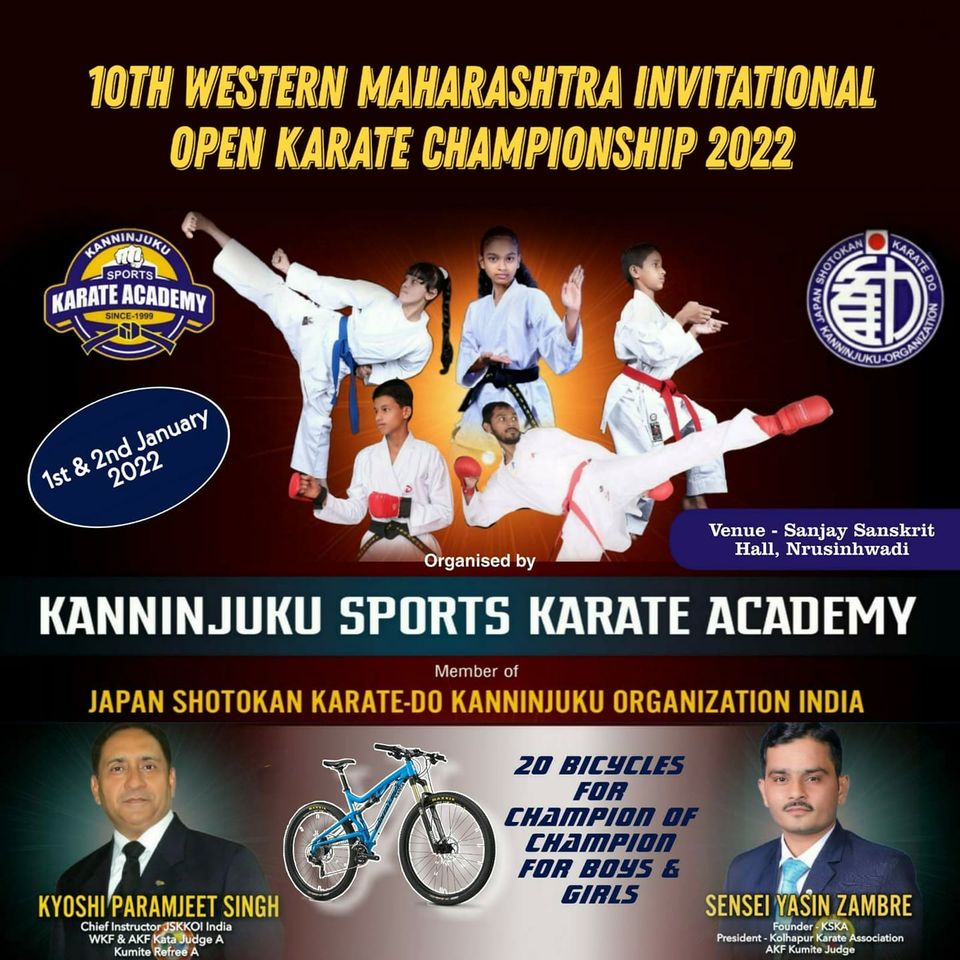 10TH WESTERN MAHARASHTRA INVITATIONAL
OPEN KARATE CHAMPIONSHIP 2022
KANNINJUKU
SPORTS
KARATE ACADEMY
SINCE-1999
JAPAN SHOTOKAN KARATE DO
KANNINJUKU-ORGANIZATION
1st & 2nd January
2022
Venue - Sanjay Sanskrit
Hall, Nrusinhwadi
Organised by
KANNINJUKU SPORTS KARATE ACADEMY
Member of
JAPAN SHOTOKAN KARATE-DO KANNINJUKU ORGANIZATION INDIA
20 BICYCLES
FOR
CHAMPION OF
CHAMPION
FOR BOYS &
GIRLS
KYOSHI PARAMJEET SINGH
Chief Instructor JSKKOI India
WKF & AKF Kata Judge A
Kumite Refree A
SENSEI YASIN ZAMBRE
Founder - KSKA
President - Kolhapur Karate Association
AKF Kumite Judge